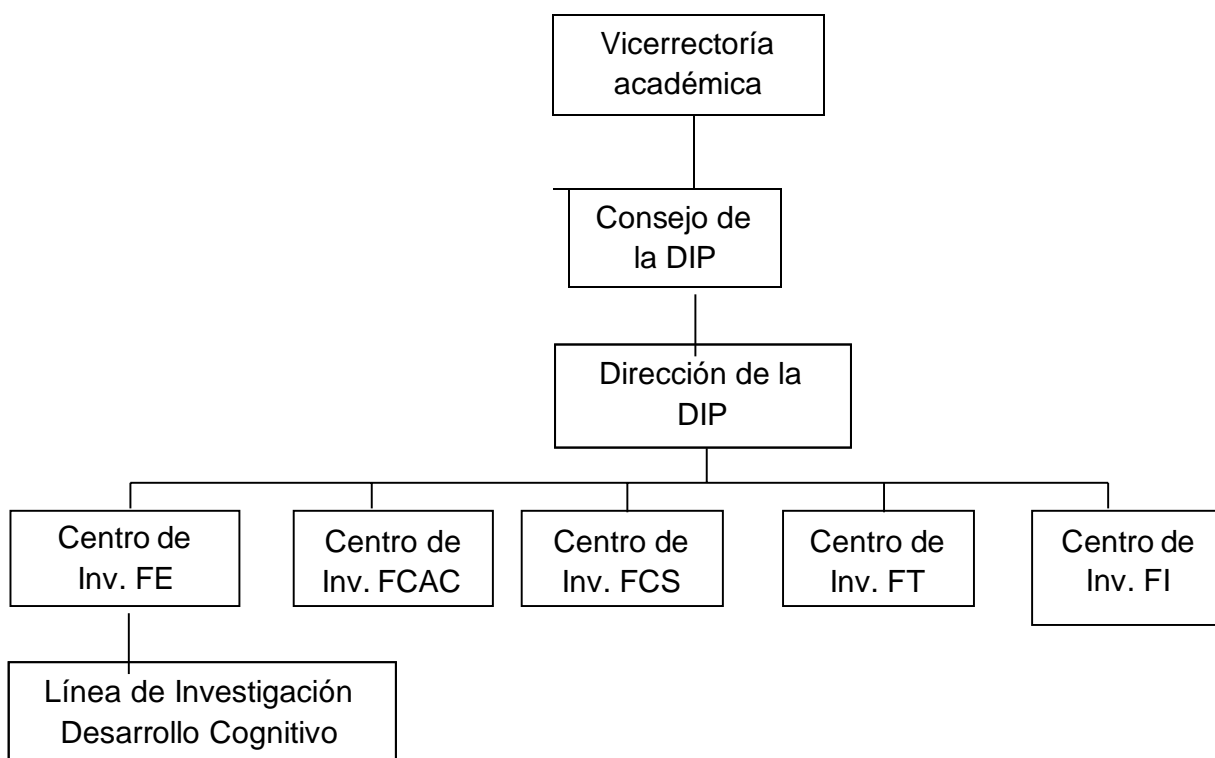 Vicerrectoría
académica
Consejo de
la DIP
Dirección de la
DIP
Centro de
Inv. FE
Centro de
Inv. FCAC
Centro de
Inv. FCS
Centro de
Inv. FT
Centro de
Inv. FI
Línea de Investigación
Desarrollo Cognitivo